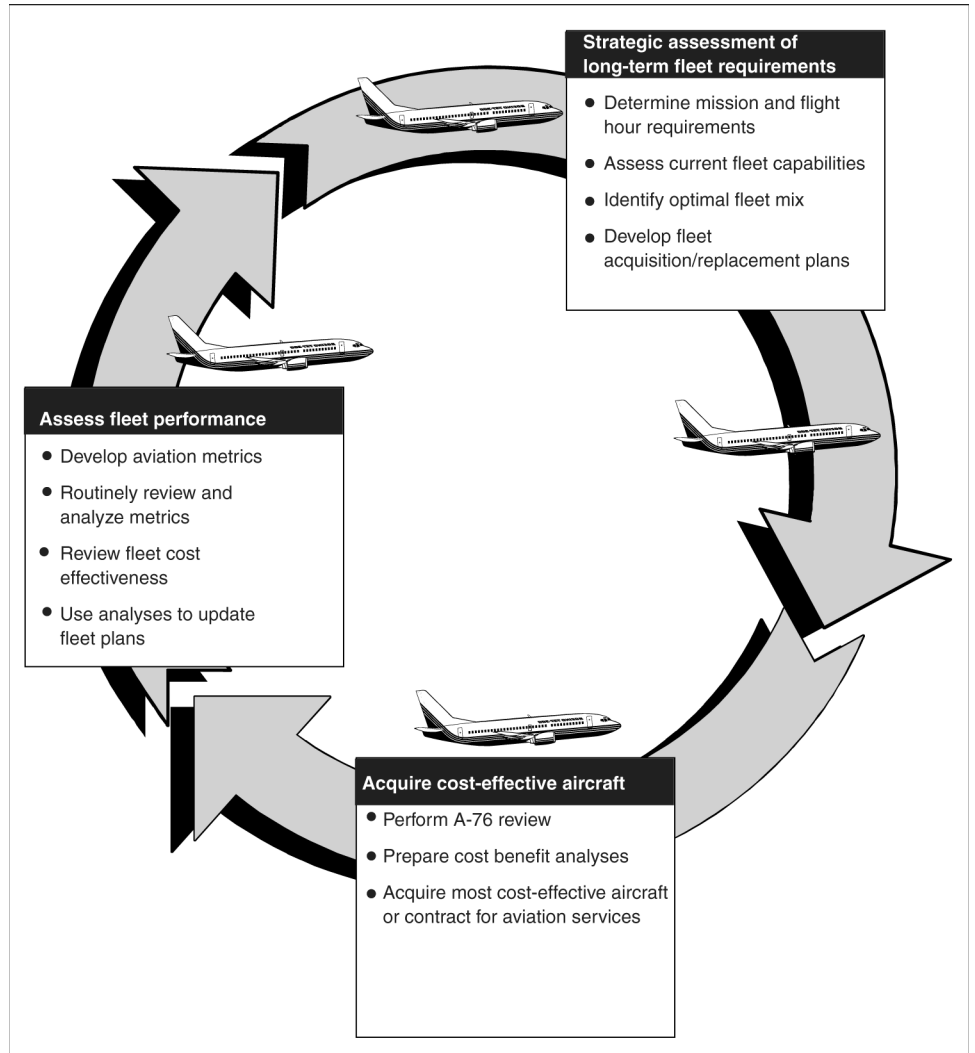 Strategic assessment of
long-term fleet requirements
● Determine mission and flight
hour requirements
● Assess current fleet capabilities
● Identify optimal fleet mix
● Develop fleet
acquisition/replacement plans
Assess fleet performance
● Develop aviation metrics
● Routinely review and
analyze metrics
● Review fleet cost
effectiveness
● Use analyses to update
fleet plans
Acquire cost-effective aircraft
● Perform A-76 review
● Prepare cost benefit analyses
● Acquire most cost-effective aircraft
or contract for aviation services